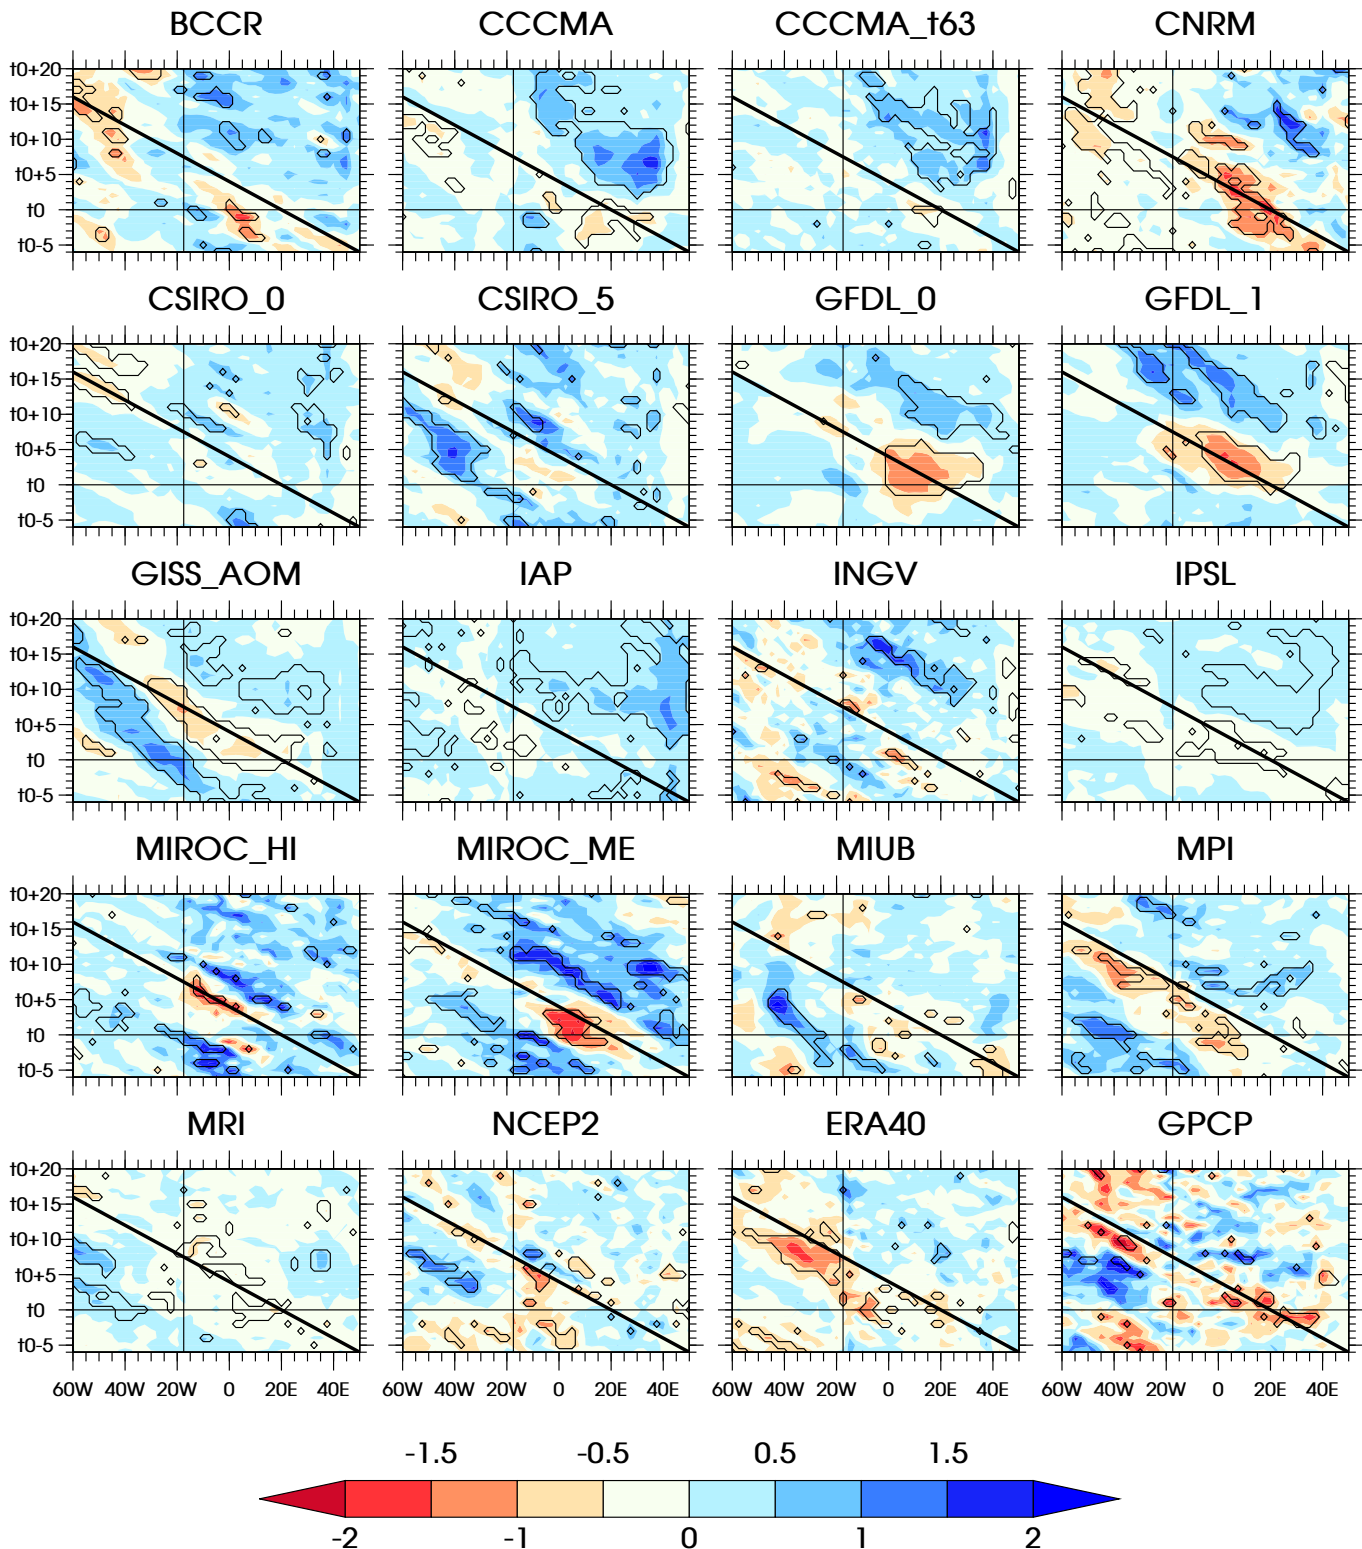 BCCR CCCMA CCCMA_t63 CNRM
t0+20
t0+15
t0+10
t0+5
t0
t0-5
CSIRO_0 CSIRO_5 GFDL_0 GFDL_1
t0+20
t0+15
t0+10
t0+5
t0
t0-5
GISS_AOM IAP INGV IPSL
t0+20
t0+15
t0+10
t0+5
t0
t0-5
MIROC_HI MIROC_ME MIUB MPI
t0+20
t0+15
t0+10
t0+5
t0
t0-5
MRI NCEP2 ERA40 GPCP
t0+20
t0+15
t0+10
t0+5
t0
t0-5
60W 40W 20W 0 20E 40E 60W 40W 20W 0 20E 40E 60W 40W 20W 0 20E 40E 60W 40W 20W 0 20E 40E
-1.5 -0.5 0.5 1.5
-2 -1 0 1 2